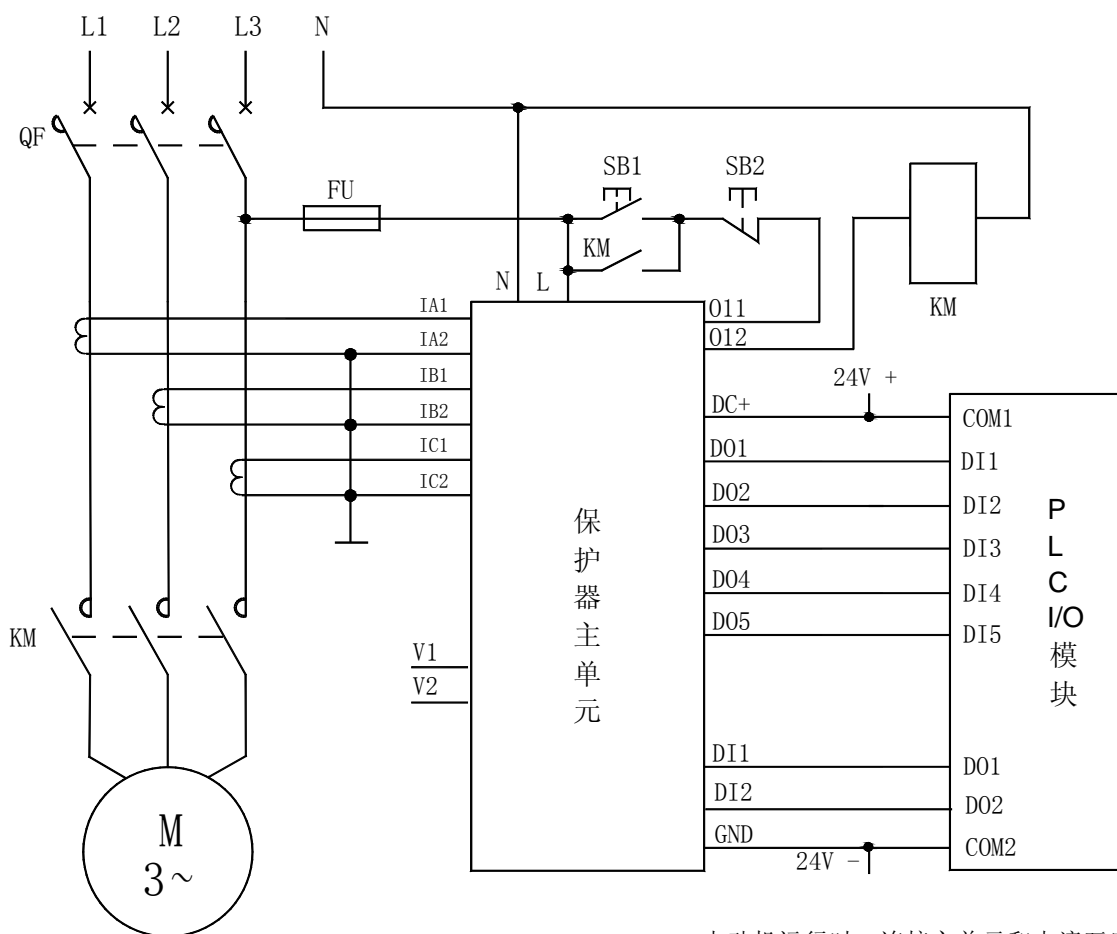 L1 L2 L3 N
QF
SB1 SB2
FU
KM
N L
KM
IA1
IA2
IB1
IB2
IC1
IC2
V1
V2
保护器主单元
O11
O12
DC+
DO1
DO2
DO3
DO4
DO5
DI1
DI2
GND
24V +
24V -
COM1
DI1
DI2
DI3
DI4
DI5
DO1
DO2
COM2
PLC I/O 模块
KM
M
3~